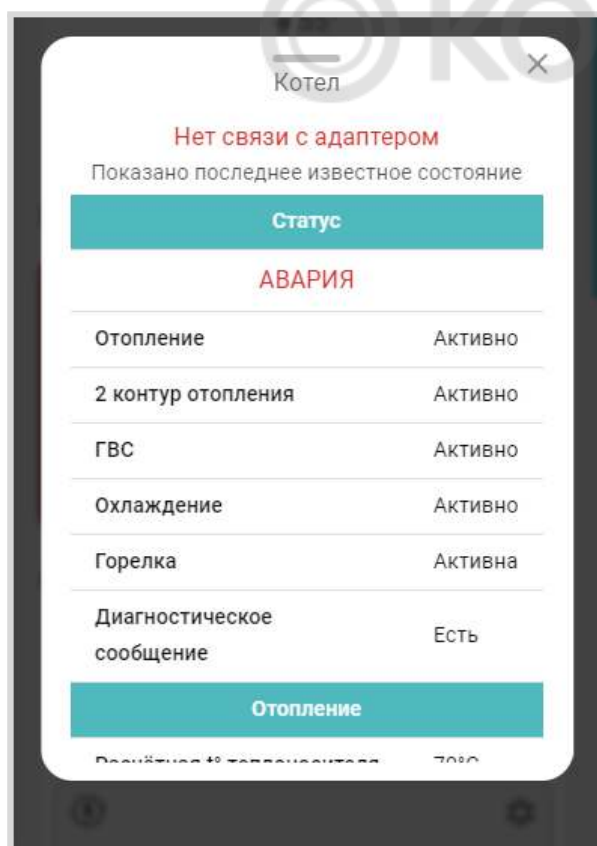 Котел
Нет связи с адаптером
Показано последнее известное состояние
Статус
АВАРИЯ
Отопление Активно
2 контур отопления Активно
ГВС Активно
Охлаждение Активно
Горелка Активна
Диагностическое
сообщение Есть
Отопление